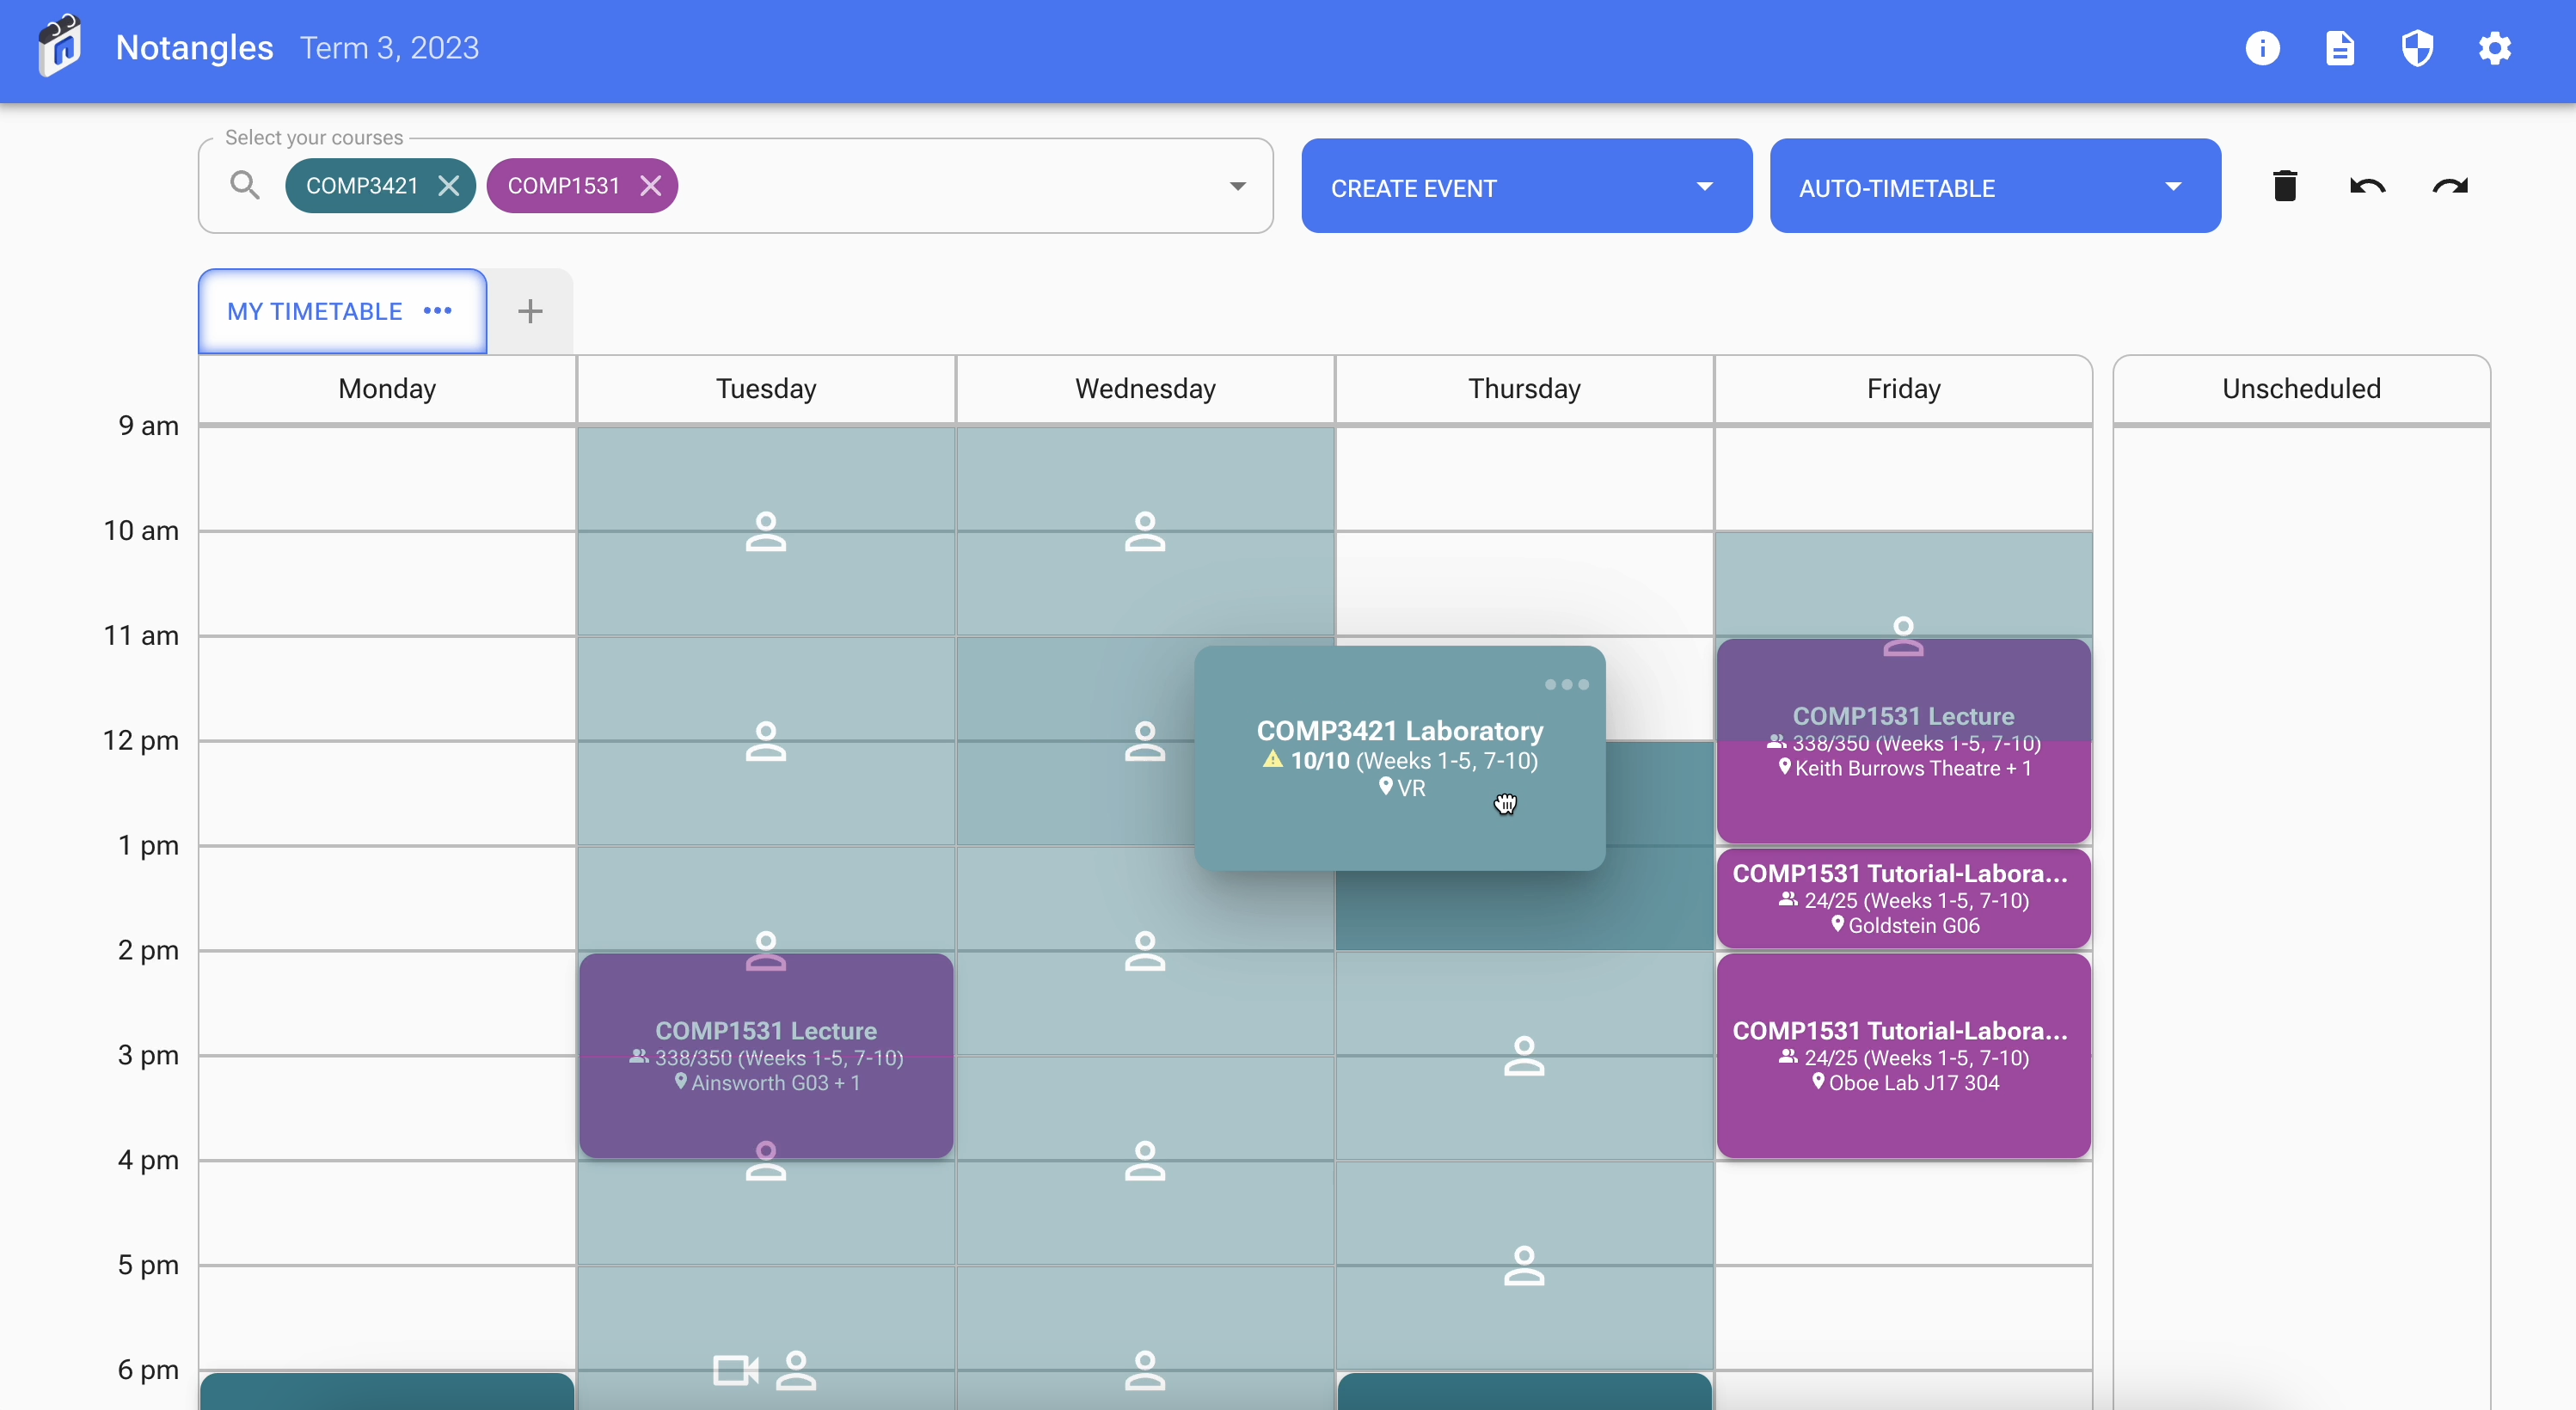 Notangles Term 3, 2023
Select your courses
COMP3421 COMP1531
CREATE EVENT
AUTO-TIMETABLE
MY TIMETABLE
Monday Tuesday Wednesday Thursday Friday Unscheduled
9 am
10 am
11 am
12 pm
1 pm
2 pm
3 pm
4 pm
5 pm
6 pm
COMP1531 Lecture
338/350 (Weeks 1-5, 7-10)
Ainsworth G03 + 1
COMP3421 Laboratory
10/10 (Weeks 1-5, 7-10)
VR
COMP1531 Lecture
338/350 (Weeks 1-5, 7-10)
Keith Burrows Theatre + 1
COMP1531 Tutorial-Labora...
24/25 (Weeks 1-5, 7-10)
Goldstein G06
COMP1531 Tutorial-Labora...
24/25 (Weeks 1-5, 7-10)
Oboe Lab J17 304